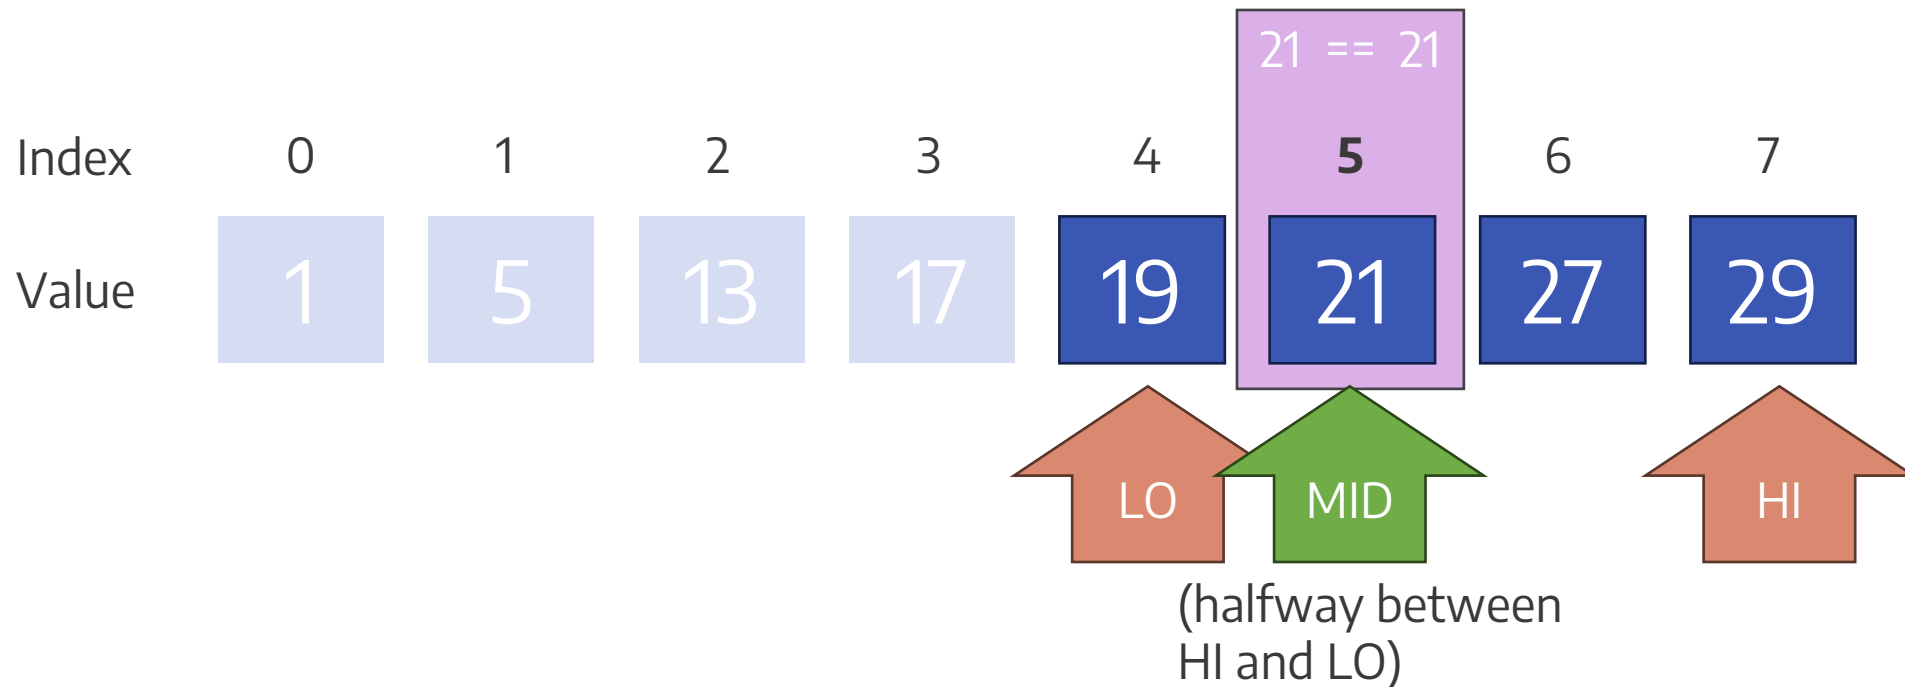 21 == 21
Index 0 1 2 3 4 5 6 7
Value 1 5 13 17 19 21 27 29
LO MID HI
(halfway between
HI and LO)